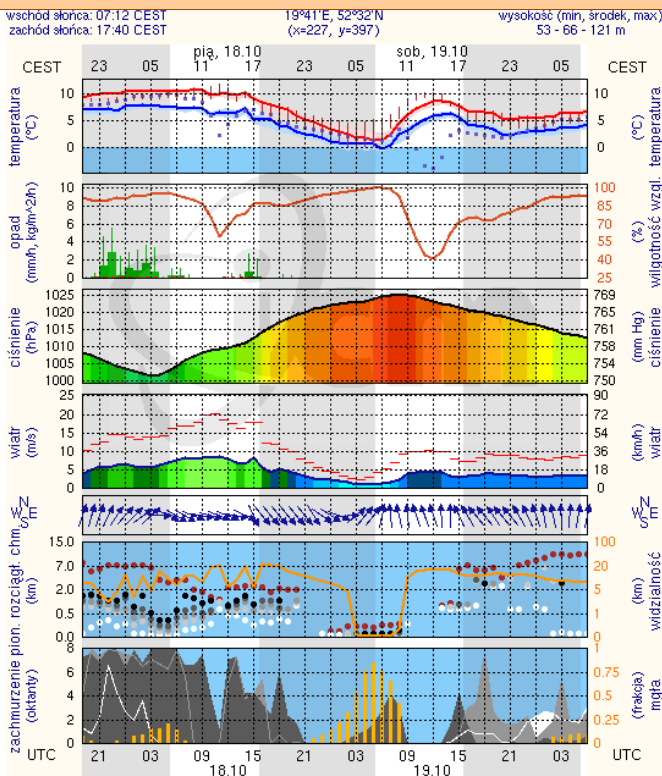 wschód słońca: 07:12 CEST 19°41'E, 52°32'N wysokość (min, środek, max)
zachód słońca: 17:40 CEST (x=227, y=397) 53 - 66 - 121 m
pią, 18.10 sob, 19.10
CEST 23 05 11 17 23 05 11 17 23 05 CEST
temperatura (°C)
10 5 0
10 5 0
temperatura (°C)
opad (mm/h, kg/m^2/h)
10 8 6 4 2 0
100 85 70 55 40 25
(%) wilgotność wzgl.
ciśnienie (hPa)
1025 1020 1015 1010 1005 1000
769 765 761 758 754 750
(mm Hg) ciśnienie
wiatr (m/s)
25 20 15 10 5 0
90 72 54 36 18 0
(km/h) wiatr
N W E S
N W E S
pion. rozciągł. chm. (km)
15.0 7.0 2.0 0.5 0.0
100 20 5 1 0
(km) widzialność
zachmurzenie (oktanty)
8 6 4 2 0
1 0.75 0.5 0.25 0
(frakcja) mgła
UTC 21 03 09 15 21 03 09 15 21 03 UTC
18.10 19.10